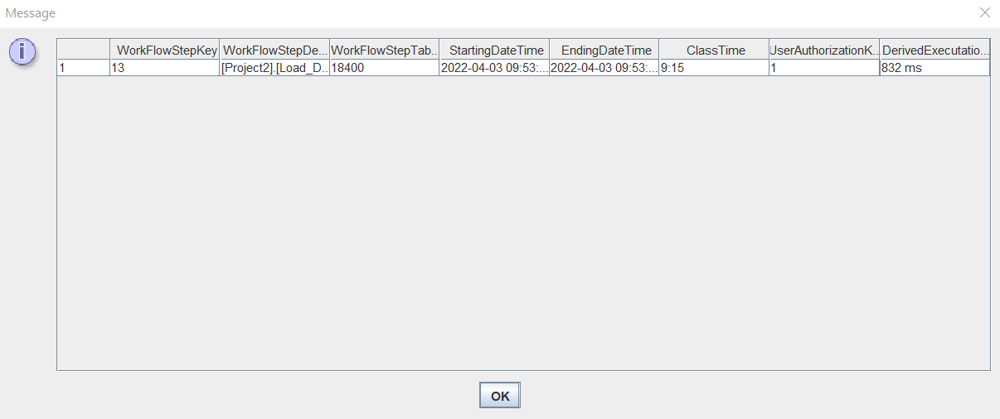 Message
WorkFlowStepKey WorkFlowStepDe... WorkFlowStepTab... StartingDateTime EndingDateTime ClassTime UserAuthorizationK... DerivedExecutatio...
1 13 [Project2].[Load_D... 18400 2022-04-03 09:53:... 2022-04-03 09:53:... 9:15 1 832 ms
OK